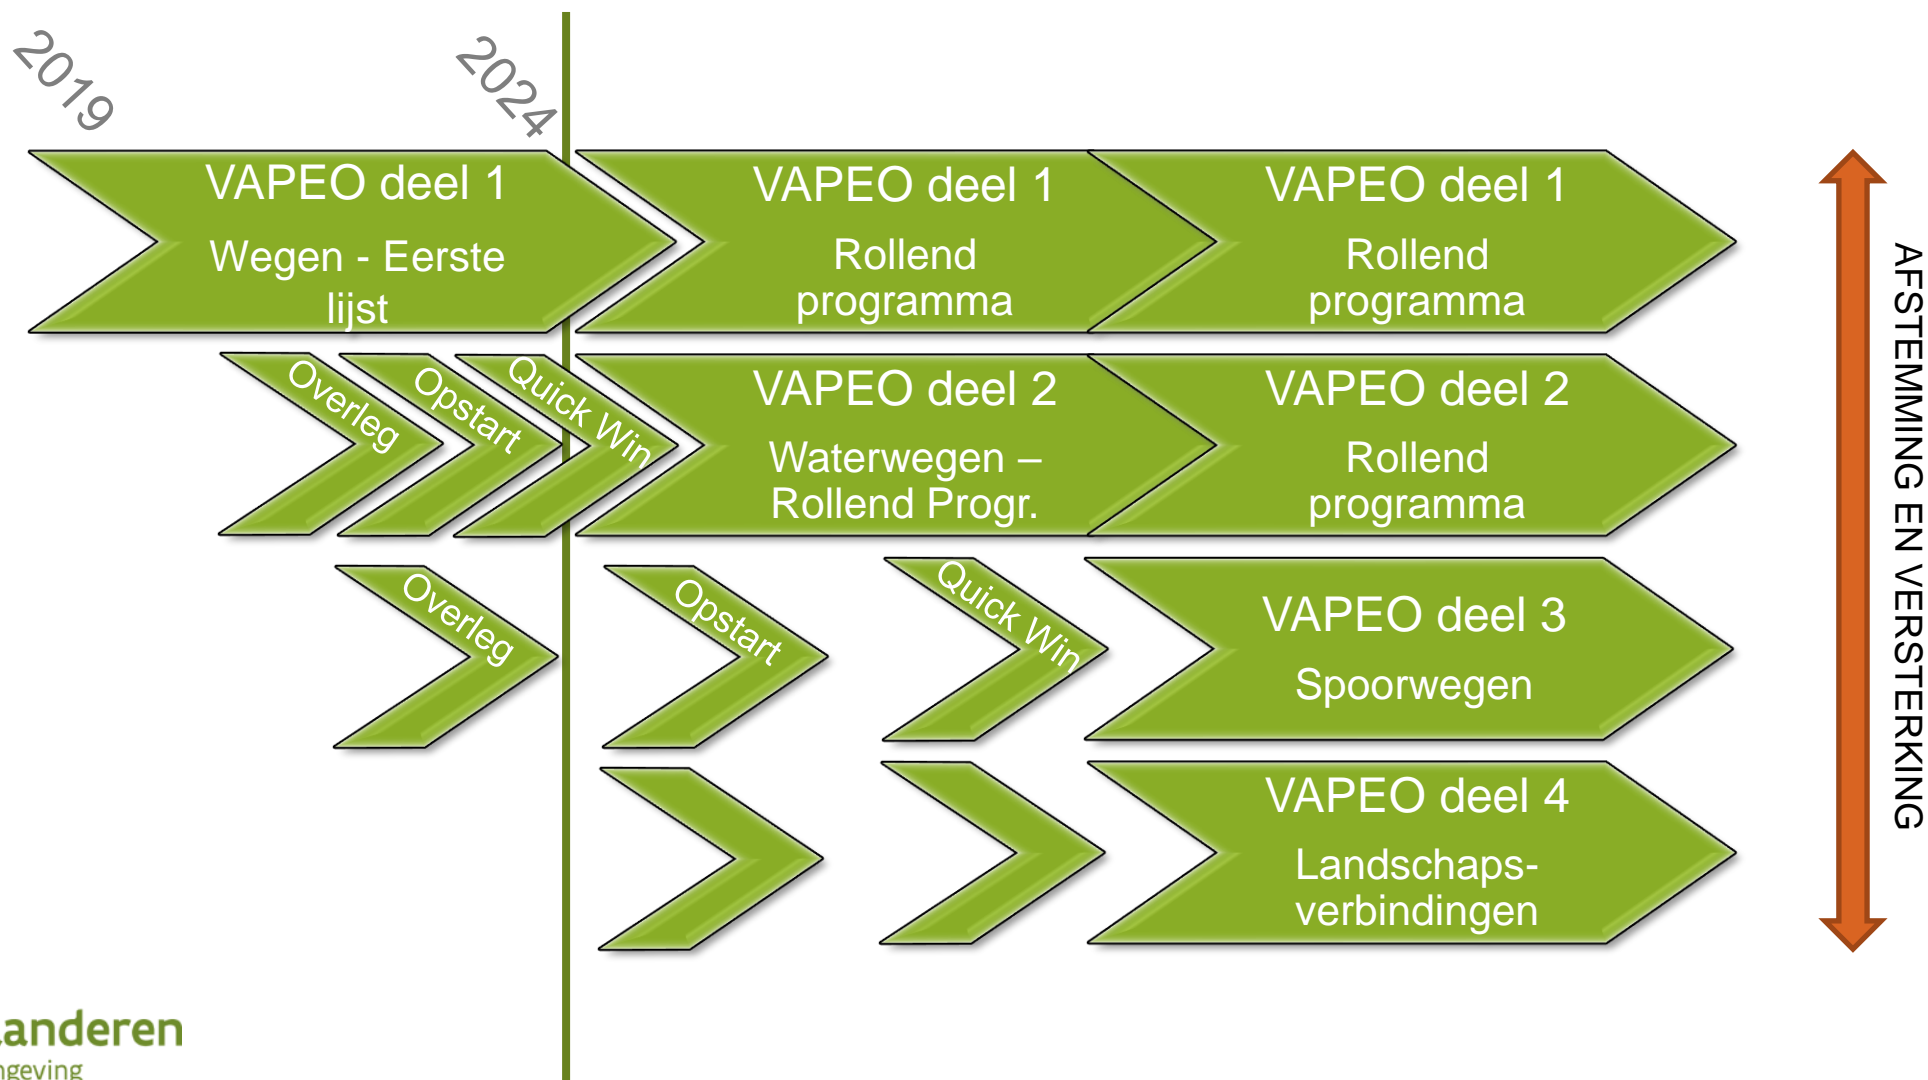 2019
2024
VAPEO deel 1
Wegen - Eerste
lijst
VAPEO deel 1
Rollend
programma
VAPEO deel 1
Rollend
programma
Overleg
Opstart
Quick Win
VAPEO deel 2
Waterwegen –
Rollend Progr.
VAPEO deel 2
Rollend
programma
Overleg
Opstart
Quick Win
VAPEO deel 3
Spoorwegen
VAPEO deel 4
Landschaps-
verbindingen
AFSTEMMING EN VERSTERKING
anderen
geving